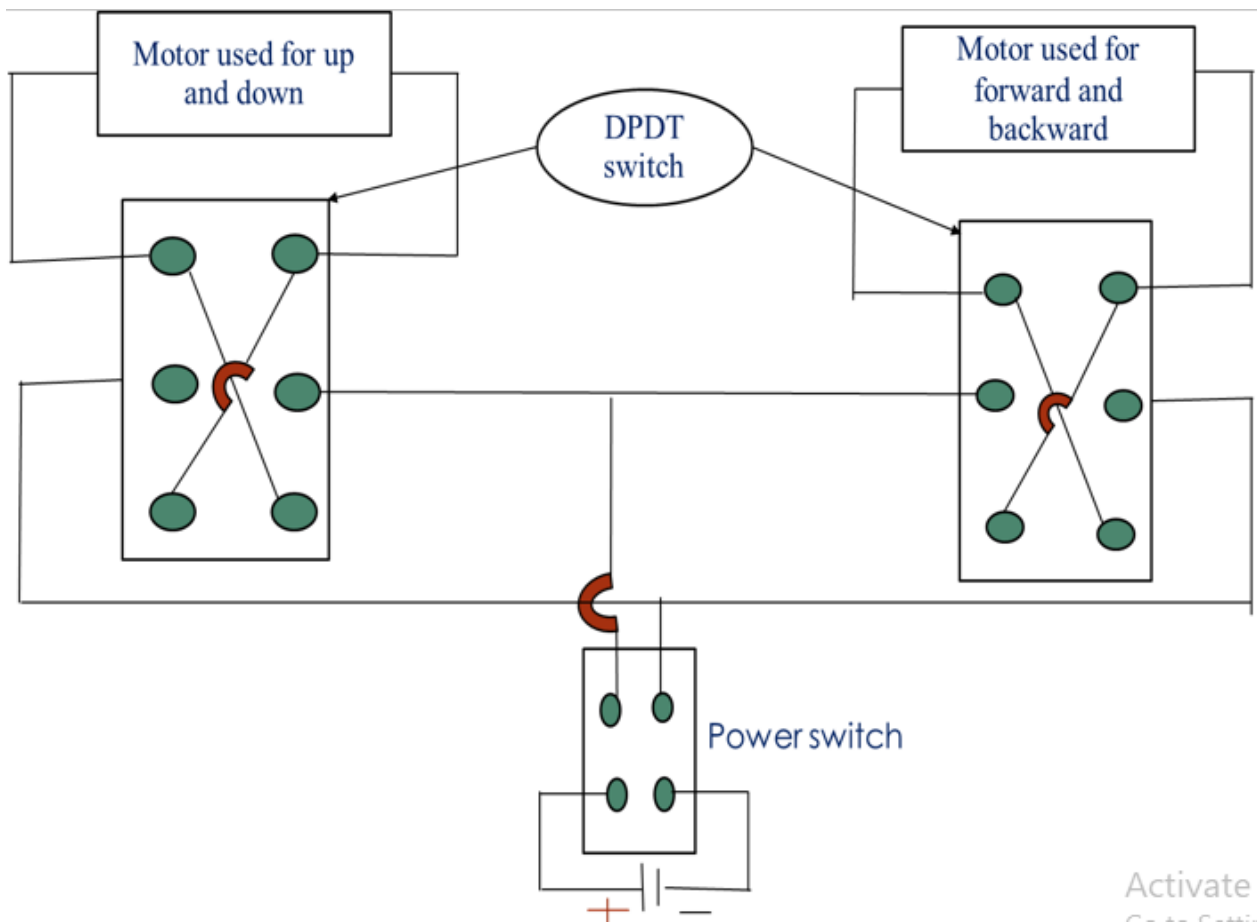 Motor used for up
and down
DPDT
switch
Motor used for
forward and
backward
Power switch
+ −
Activate